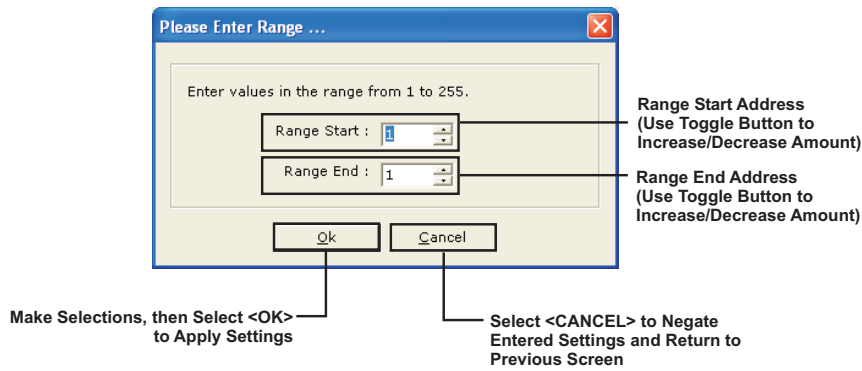 Please Enter Range ...
Enter values in the range from 1 to 255.
Range Start : 1
Range End : 1
Ok
Cancel
Range Start Address
(Use Toggle Button to
Increase/Decrease Amount)
Range End Address
(Use Toggle Button to
Increase/Decrease Amount)
Make Selections, then Select <OK>
to Apply Settings
Select <CANCEL> to Negate
Entered Settings and Return to
Previous Screen